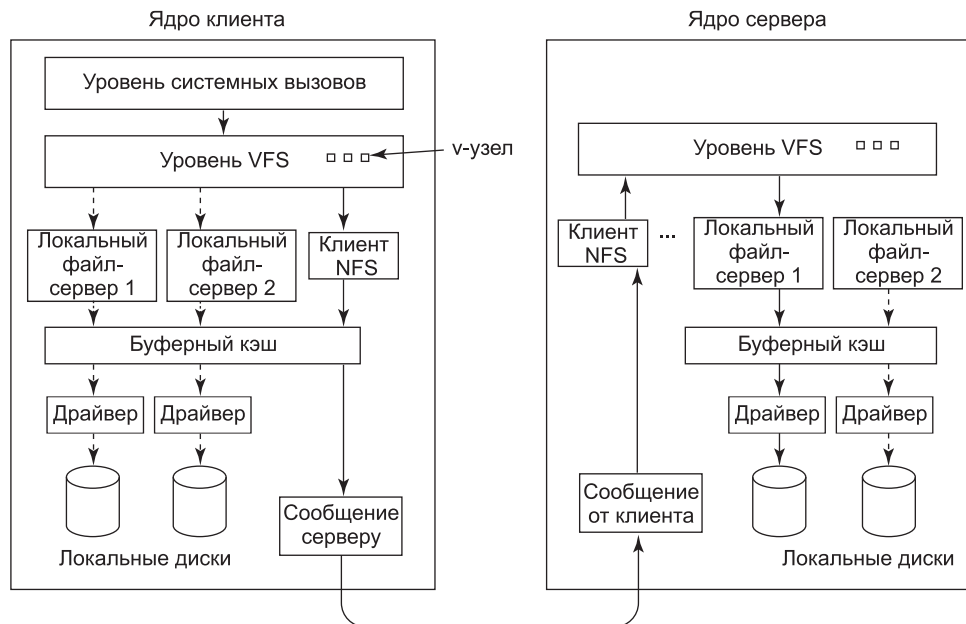 Ядро клиента
Уровень системных вызовов
Уровень VFS
v-узел
Локальный
файл-
сервер 1
Локальный
файл-
сервер 2
Клиент
NFS
Буферный кэш
Драйвер
Драйвер
Локальные диски
Сообщение
серверу
Ядро сервера
Уровень VFS
Клиент
NFS
...
Локальный
файл-
сервер 1
Локальный
файл-
сервер 2
Буферный кэш
Драйвер
Драйвер
Сообщение
от клиента
Локальные диски